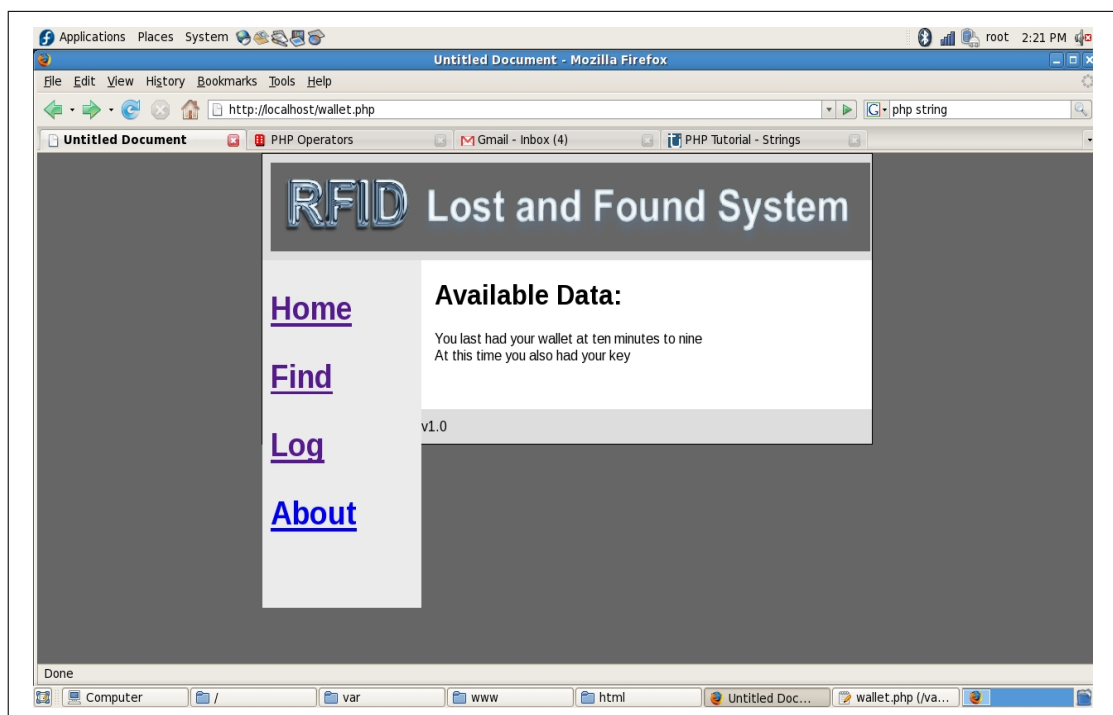 Applications Places System root 2:21 PM
Untitled Document - Mozilla Firefox
File Edit View History Bookmarks Tools Help
http://localhost/wallet.php G php string
Untitled Document PHP Operators Gmail - Inbox (4) PHP Tutorial - Strings
RFID Lost and Found System
Home
Available Data:
You last had your wallet at ten minutes to nine
At this time you also had your key
Find
Log
v1.0
About
Done
Computer / var www html Untitled Doc... wallet.php (/va...